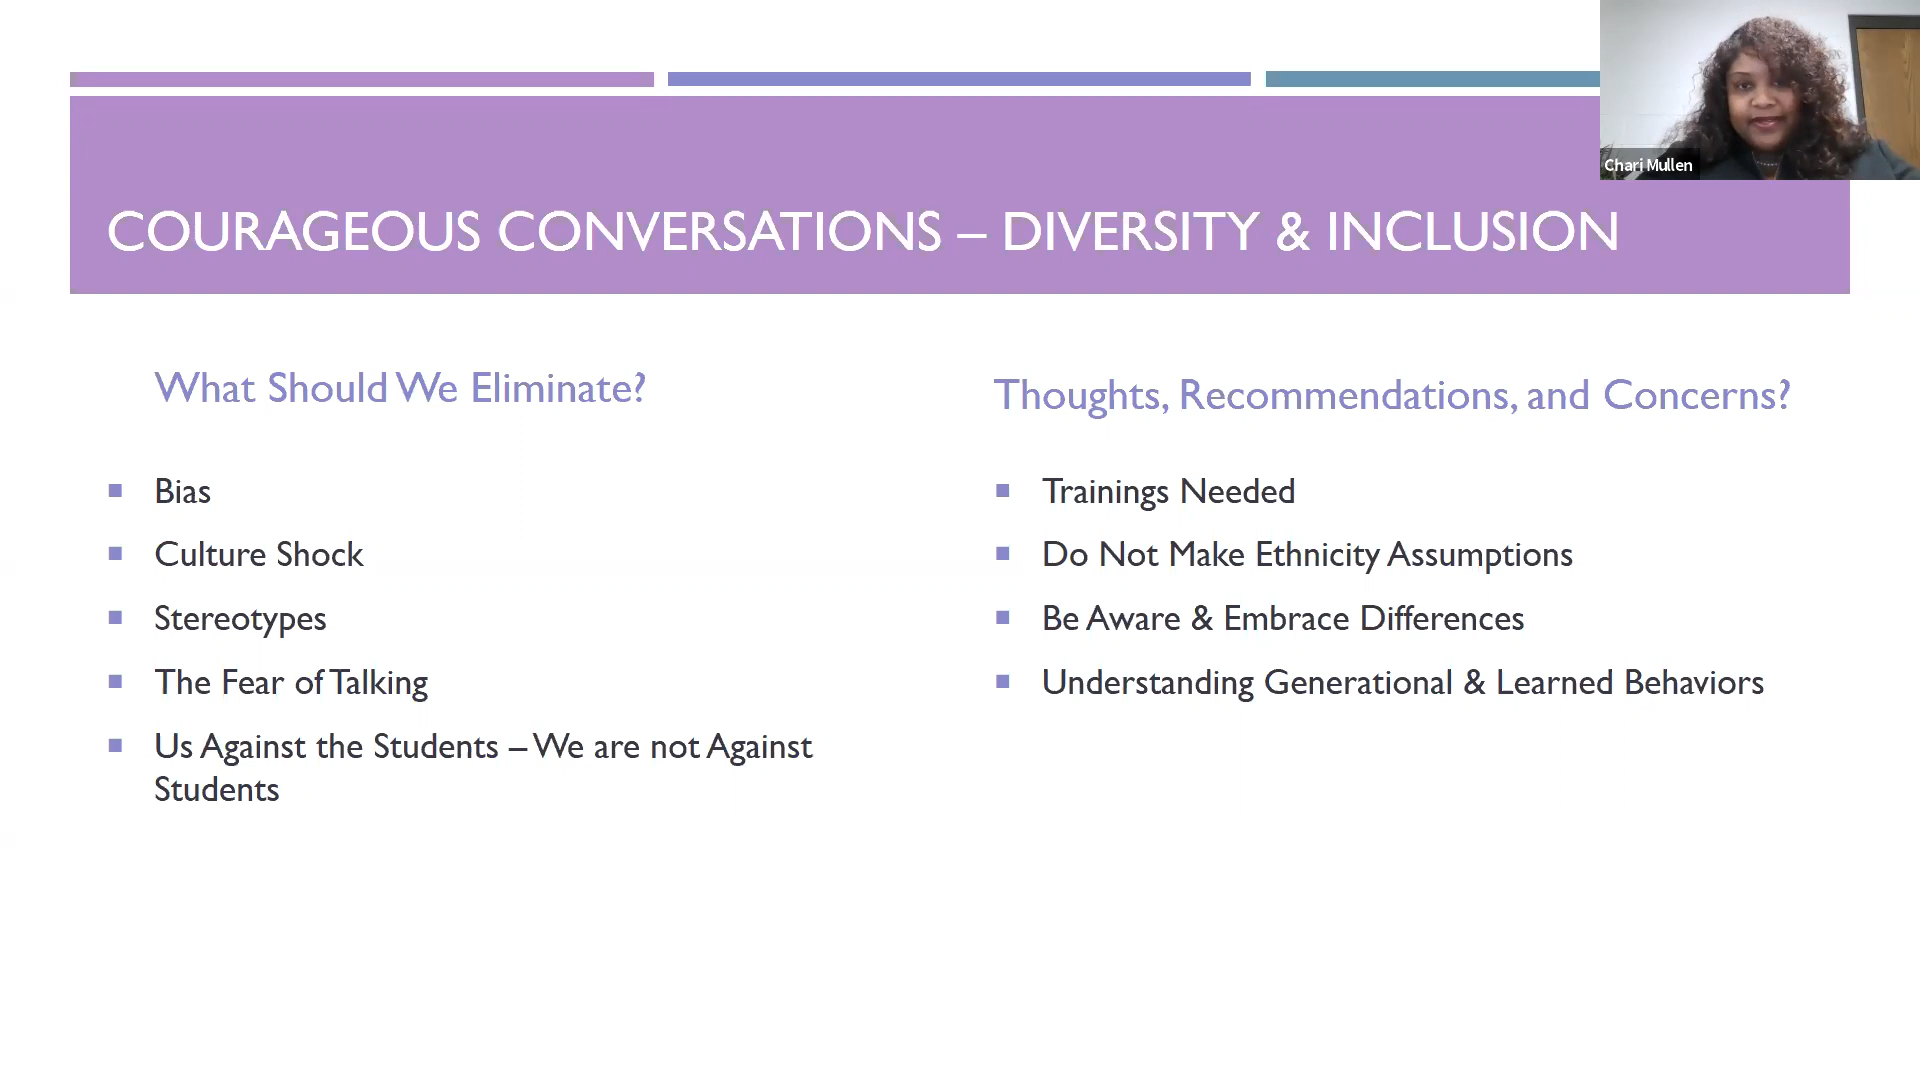 Chari Mullen
COURAGEOUS CONVERSATIONS – DIVERSITY & INCLUSION
What Should We Eliminate?
Bias
Culture Shock
Stereotypes
The Fear of Talking
Us Against the Students – We are not Against
Students
Thoughts, Recommendations, and Concerns?
Trainings Needed
Do Not Make Ethnicity Assumptions
Be Aware & Embrace Differences
Understanding Generational & Learned Behaviors